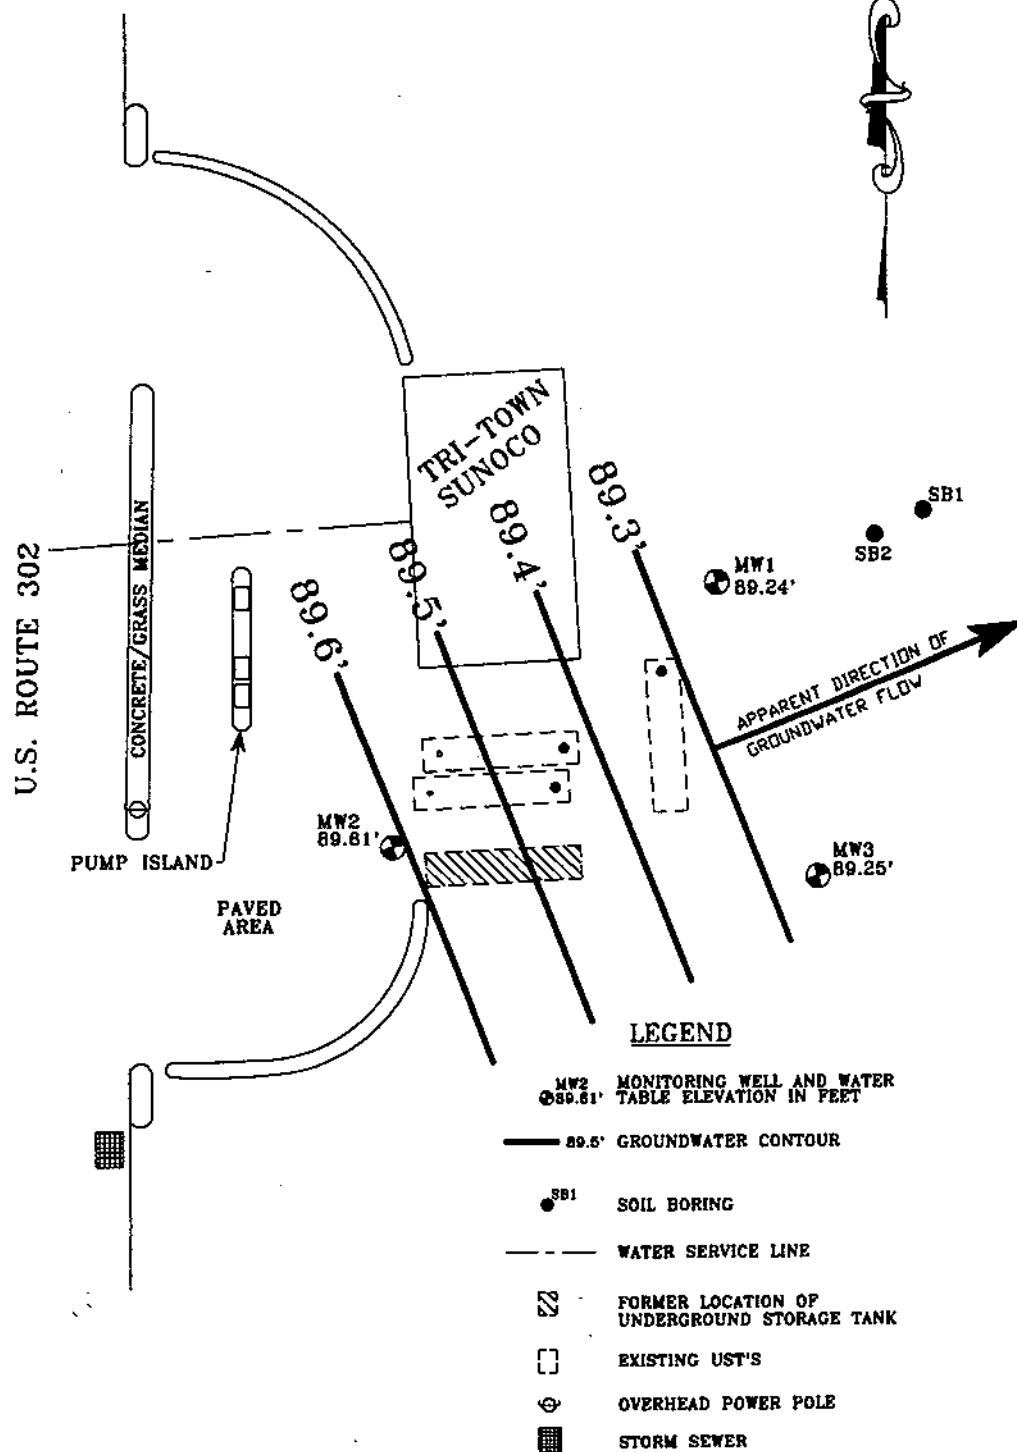 TRI-TOWN
SUNOCO
89.3'
89.4'
89.5'
89.6'
SB1
SB2
MW1
89.24'
U.S. ROUTE 302
CONCRETE/GRASS MEDIAN
APPARENT DIRECTION OF
GROUNDWATER FLOW
MW2
89.61'
PUMP ISLAND
MW3
89.25'
PAVED
AREA
LEGEND
MW2
89.61'
MONITORING WELL AND WATER
TABLE ELEVATION IN FEET
89.5' GROUNDWATER CONTOUR
SB1
SOIL BORING
WATER SERVICE LINE
FORMER LOCATION OF
UNDERGROUND STORAGE TANK
EXISTING UST'S
OVERHEAD POWER POLE
STORM SEWER